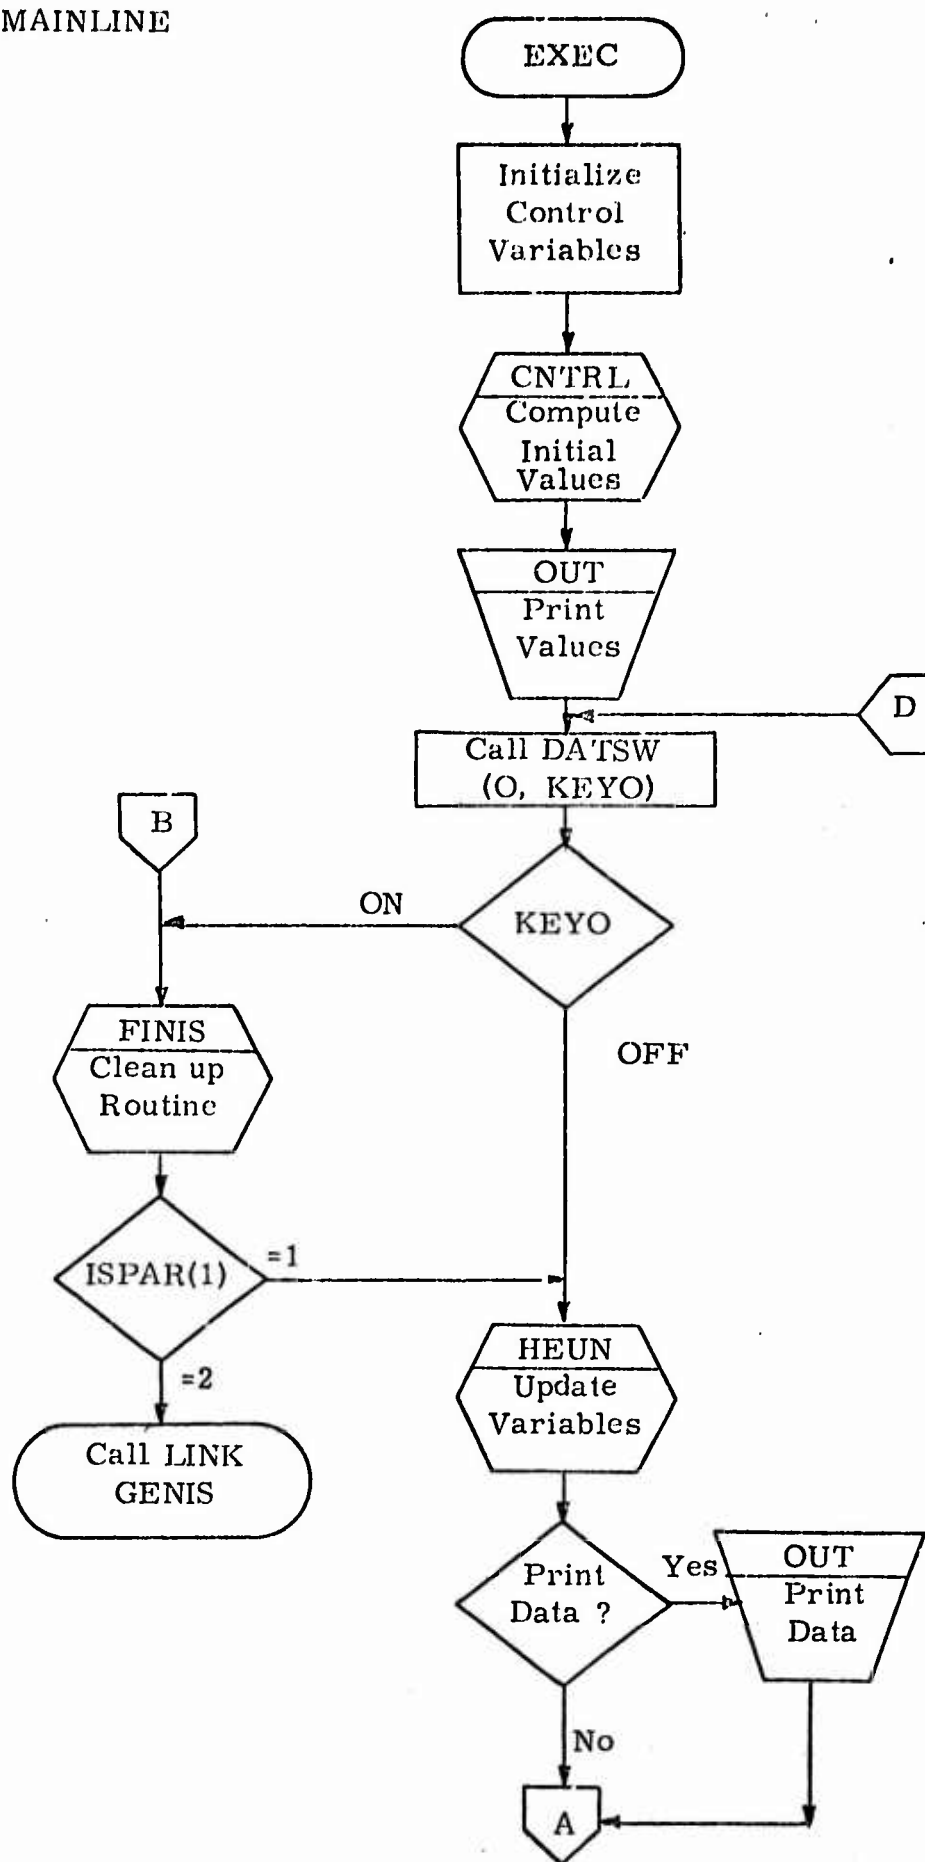 MAINLINE
EXEC
Initialize
Control
Variables
CNTRL
Compute
Initial
Values
OUT
Print
Values
D
Call DATSW
(O, KEYO)
B
ON
KEYO
FINIS
Clean up
Routine
OFF
ISPAR(1)
=1
HEUN
Update
Variables
=2
Call LINK
GENIS
Print
Data ?
Yes
OUT
Print
Data
No
A